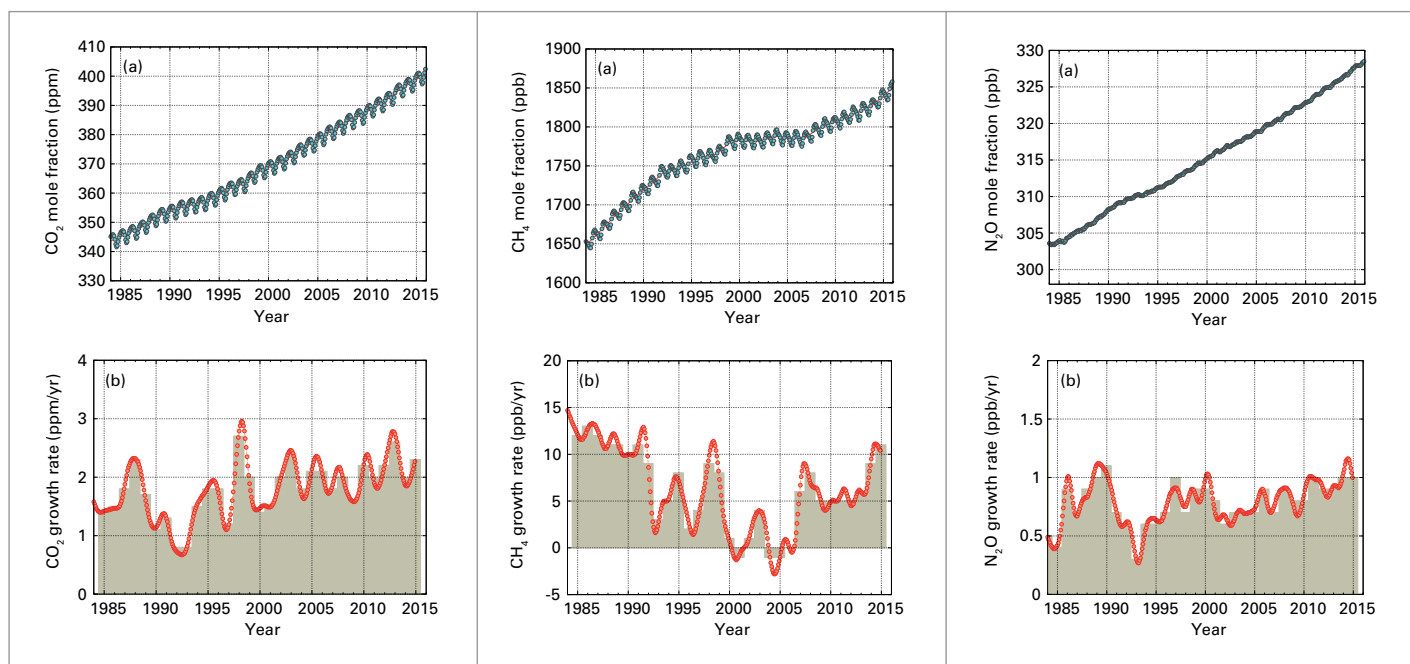 (a)
CO2 mole fraction (ppm)
410
400
390
380
370
360
350
340
330
1985 1990 1995 2000 2005 2010 2015
Year
(b)
CO2 growth rate (ppm/yr)
4
3
2
1
0
1985 1990 1995 2000 2005 2010 2015
Year
(a)
CH4 mole fraction (ppb)
1900
1850
1800
1750
1700
1650
1600
1985 1990 1995 2000 2005 2010 2015
Year
(b)
CH4 growth rate (ppb/yr)
20
15
10
5
0
-5
1985 1990 1995 2000 2005 2010 2015
Year
(a)
N2O mole fraction (ppb)
330
325
320
315
310
305
300
1985 1990 1995 2000 2005 2010 2015
Year
(b)
N2O growth rate (ppb/yr)
2
1.5
1
0.5
0
1985 1990 1995 2000 2005 2010 2015
Year